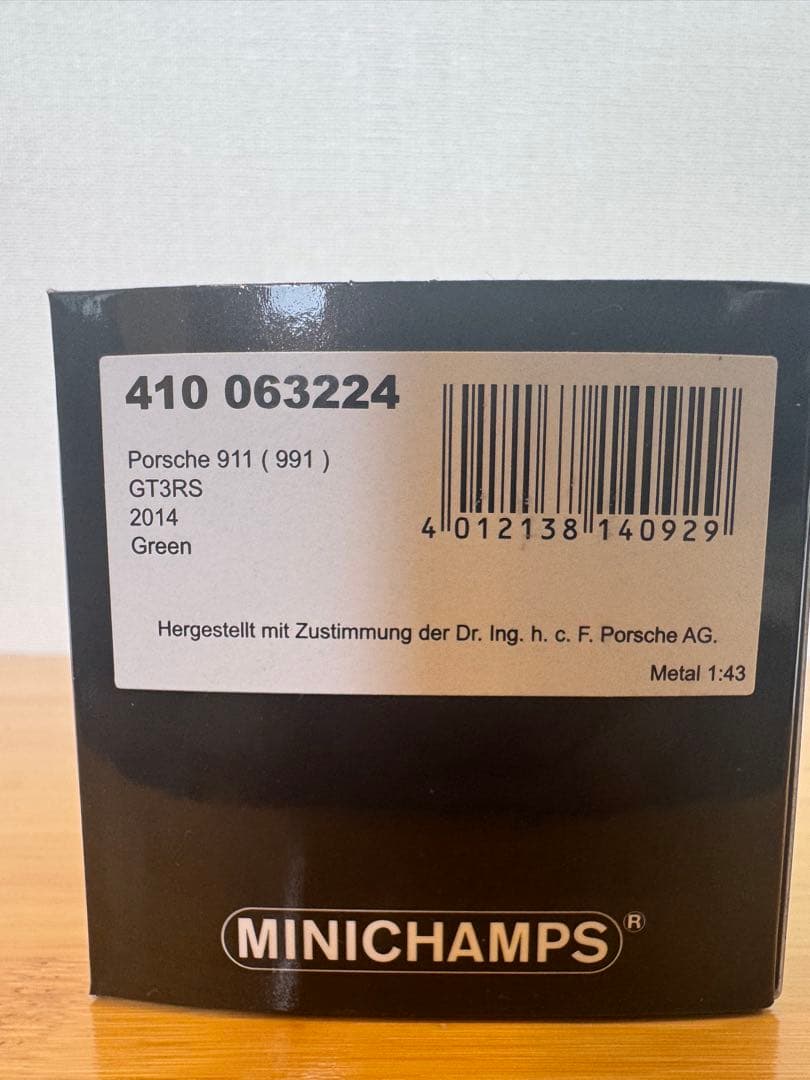 410 063224
Porsche 911 ( 991 )
GT3RS
2014
Green
4 012138 140929
Hergestellt mit Zustimmung der Dr. Ing. h. c. F. Porsche AG.
Metal 1:43
MINICHAMPS®